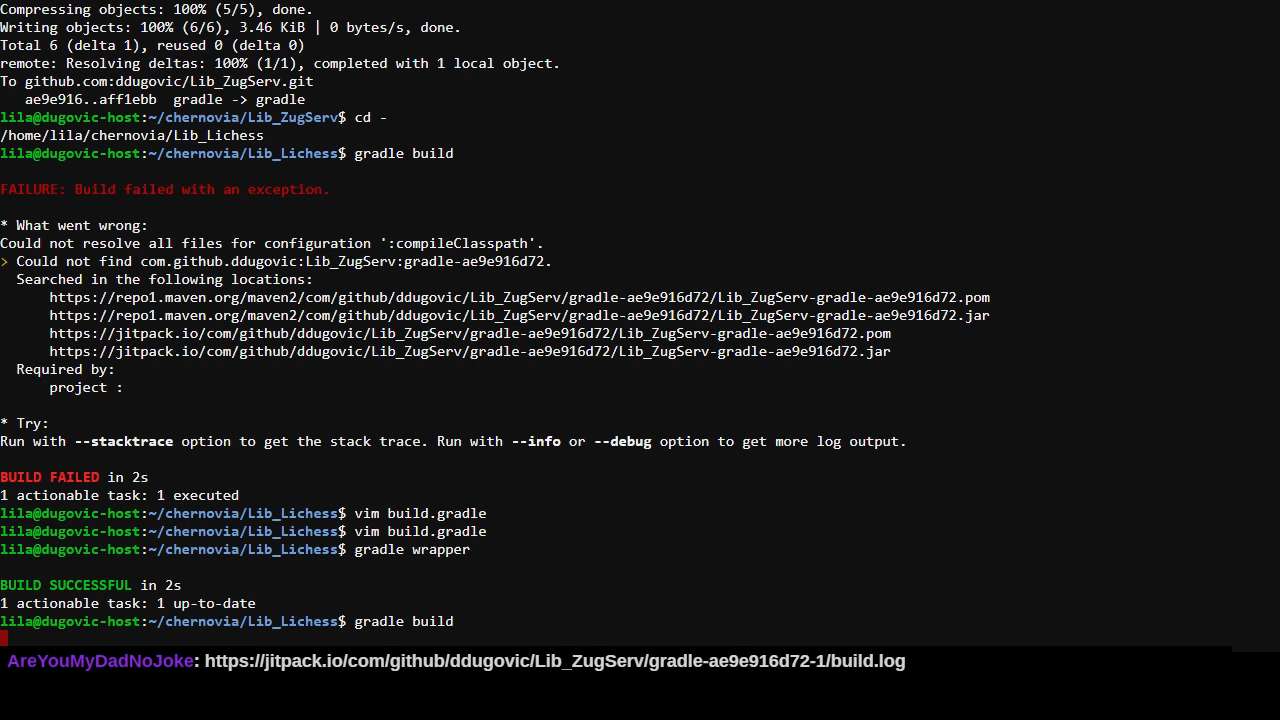 Compressing objects: 100% (5/5), done.
Writing objects: 100% (6/6), 3.46 KiB | 0 bytes/s, done.
Total 6 (delta 1), reused 0 (delta 0)
remote: Resolving deltas: 100% (1/1), completed with 1 local object.
To github.com:ddugovic/Lib_ZugServ.git
   ae9e916..aff1ebb  gradle -> gradle
lila@dugovic-host:~/chernovia/Lib_ZugServ$ cd -
/home/lila/chernovia/Lib_Lichess
lila@dugovic-host:~/chernovia/Lib_Lichess$ gradle build
FAILURE: Build failed with an exception.
* What went wrong:
Could not resolve all files for configuration ':compileClasspath'.
> Could not find com.github.ddugovic:Lib_ZugServ:gradle-ae9e916d72.
  Searched in the following locations:
      https://repo1.maven.org/maven2/com/github/ddugovic/Lib_ZugServ/gradle-ae9e916d72/Lib_ZugServ-gradle-ae9e916d72.pom
      https://repo1.maven.org/maven2/com/github/ddugovic/Lib_ZugServ/gradle-ae9e916d72/Lib_ZugServ-gradle-ae9e916d72.jar
      https://jitpack.io/com/github/ddugovic/Lib_ZugServ/gradle-ae9e916d72/Lib_ZugServ-gradle-ae9e916d72.pom
      https://jitpack.io/com/github/ddugovic/Lib_ZugServ/gradle-ae9e916d72/Lib_ZugServ-gradle-ae9e916d72.jar
  Required by:
      project :
* Try:
Run with --stacktrace option to get the stack trace. Run with --info or --debug option to get more log output.
BUILD FAILED in 2s
1 actionable task: 1 executed
lila@dugovic-host:~/chernovia/Lib_Lichess$ vim build.gradle
lila@dugovic-host:~/chernovia/Lib_Lichess$ vim build.gradle
lila@dugovic-host:~/chernovia/Lib_Lichess$ gradle wrapper
BUILD SUCCESSFUL in 2s
1 actionable task: 1 up-to-date
lila@dugovic-host:~/chernovia/Lib_Lichess$ gradle build
AreYouMyDadNoJoke: https://jitpack.io/com/github/ddugovic/Lib_ZugServ/gradle-ae9e916d72-1/build.log